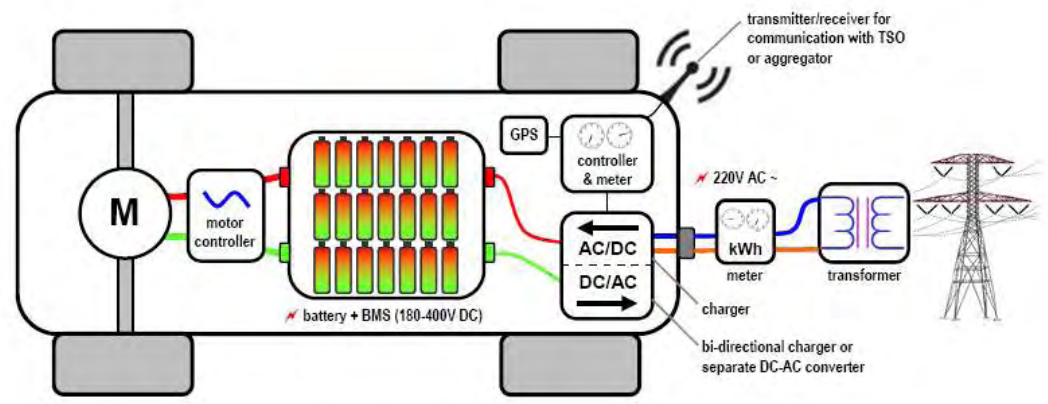 transmitter/receiver for
communication with TSO
or aggregator
GPS
controller
& meter
220V AC ~
M
motor
controller
AC/DC
DC/AC
kWh
meter
transformer
charger
battery + BMS (180-400V DC)
bi-directional charger or
separate DC-AC converter